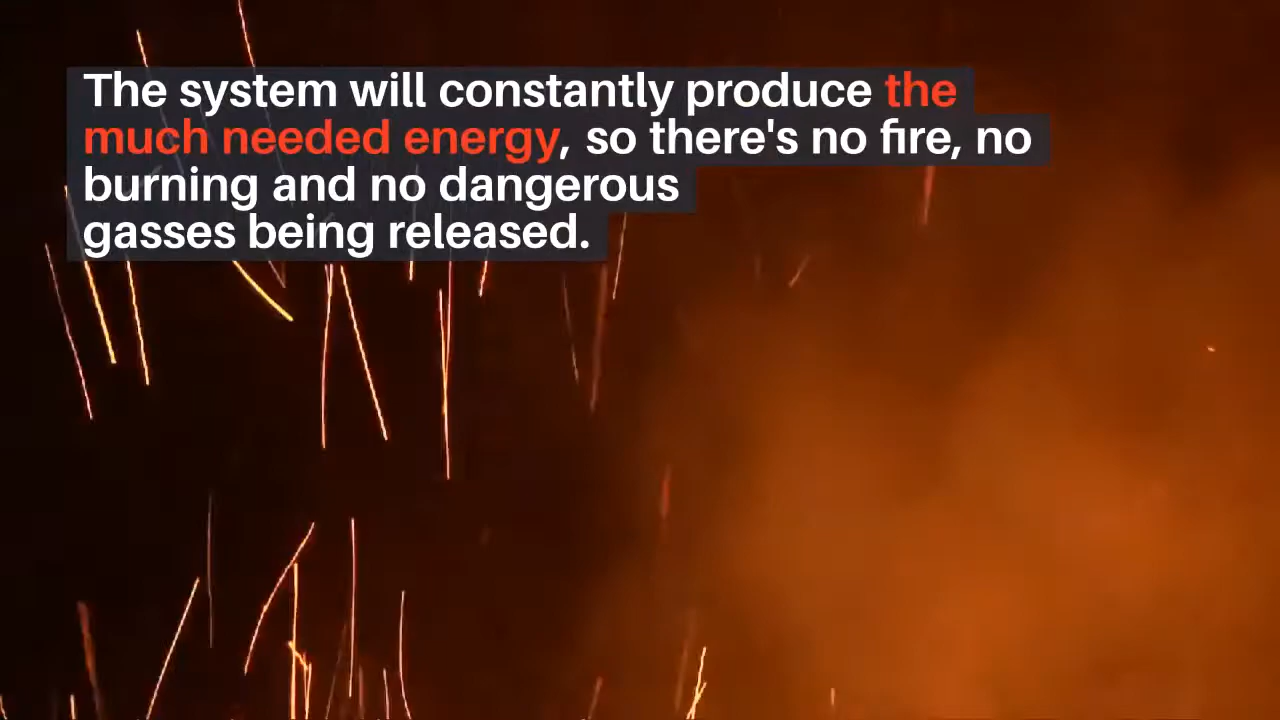 The system will constantly produce the
much needed energy, so there's no fire, no
burning and no dangerous
gasses being released.